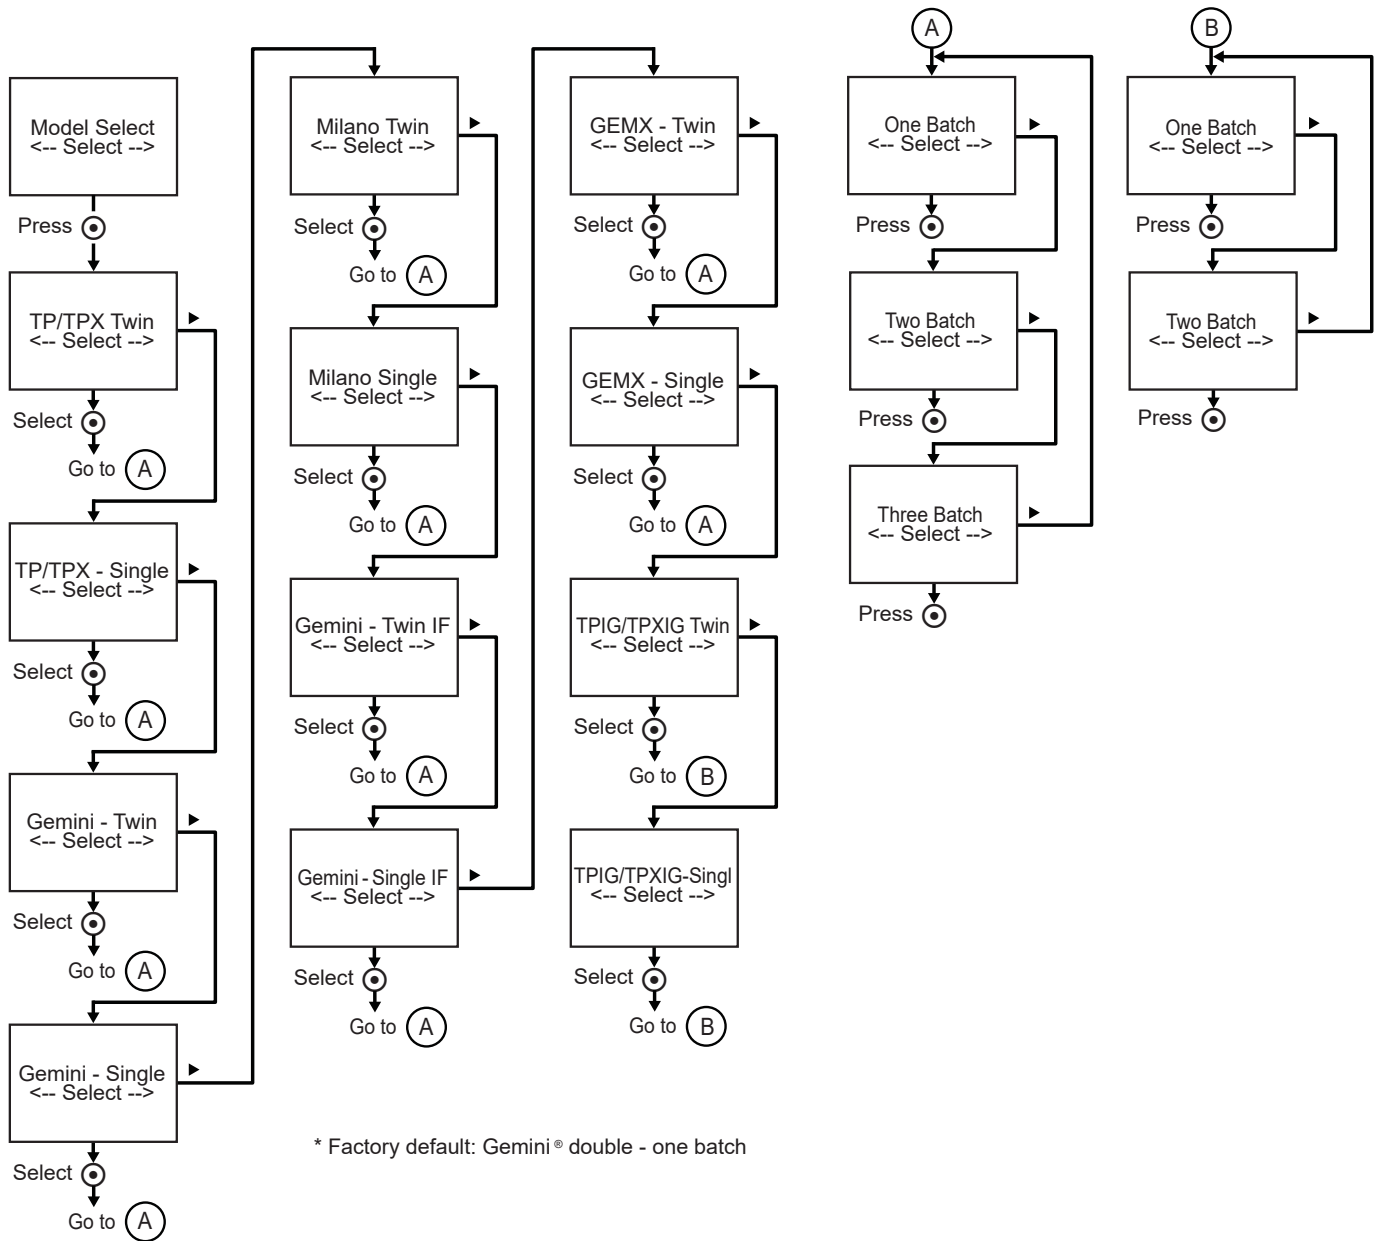 Model Select
<-- Select -->
Press
TP/TPX Twin
<-- Select -->
Select
Go to A
TP/TPX - Single
<-- Select -->
Select
Go to A
Gemini - Twin
<-- Select -->
Select
Go to A
Gemini - Single
<-- Select -->
Select
Go to A
Milano Twin
<-- Select -->
Select
Go to A
Milano Single
<-- Select -->
Select
Go to A
Gemini - Twin IF
<-- Select -->
Select
Go to A
Gemini - Single IF
<-- Select -->
Select
Go to A
GEMX - Twin
<-- Select -->
Select
Go to A
GEMX - Single
<-- Select -->
Select
Go to A
TPIG/TPXIG Twin
<-- Select -->
Select
Go to B
TPIG/TPXIG-Singl
<-- Select -->
Select
Go to B
A
One Batch
<-- Select -->
Press
Two Batch
<-- Select -->
Press
Three Batch
<-- Select -->
Press
B
One Batch
<-- Select -->
Press
Two Batch
<-- Select -->
Press
* Factory default: Gemini® double - one batch